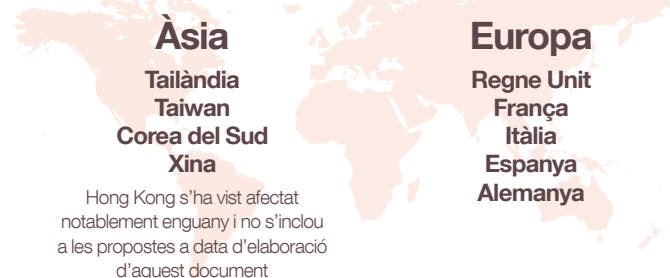 Àsia
Tailàndia
Taiwan
Corea del Sud
Xina
Hong Kong s’ha vist afectat
notablement enguany i no s’inclou
a les propostes a data d’elaboració
d’aquest document
Europa
Regne Unit
França
Itàlia
Espanya
Alemanya